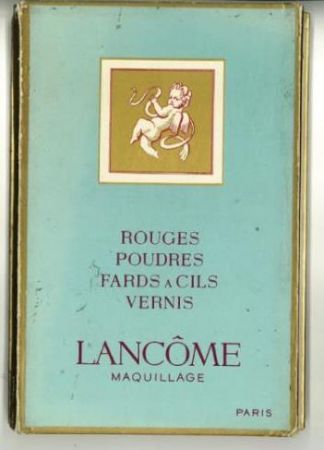 ROUGES
POUDRES
FARDS A CILS
VERNIS
LANCÔME
MAQUILLAGE
PARIS